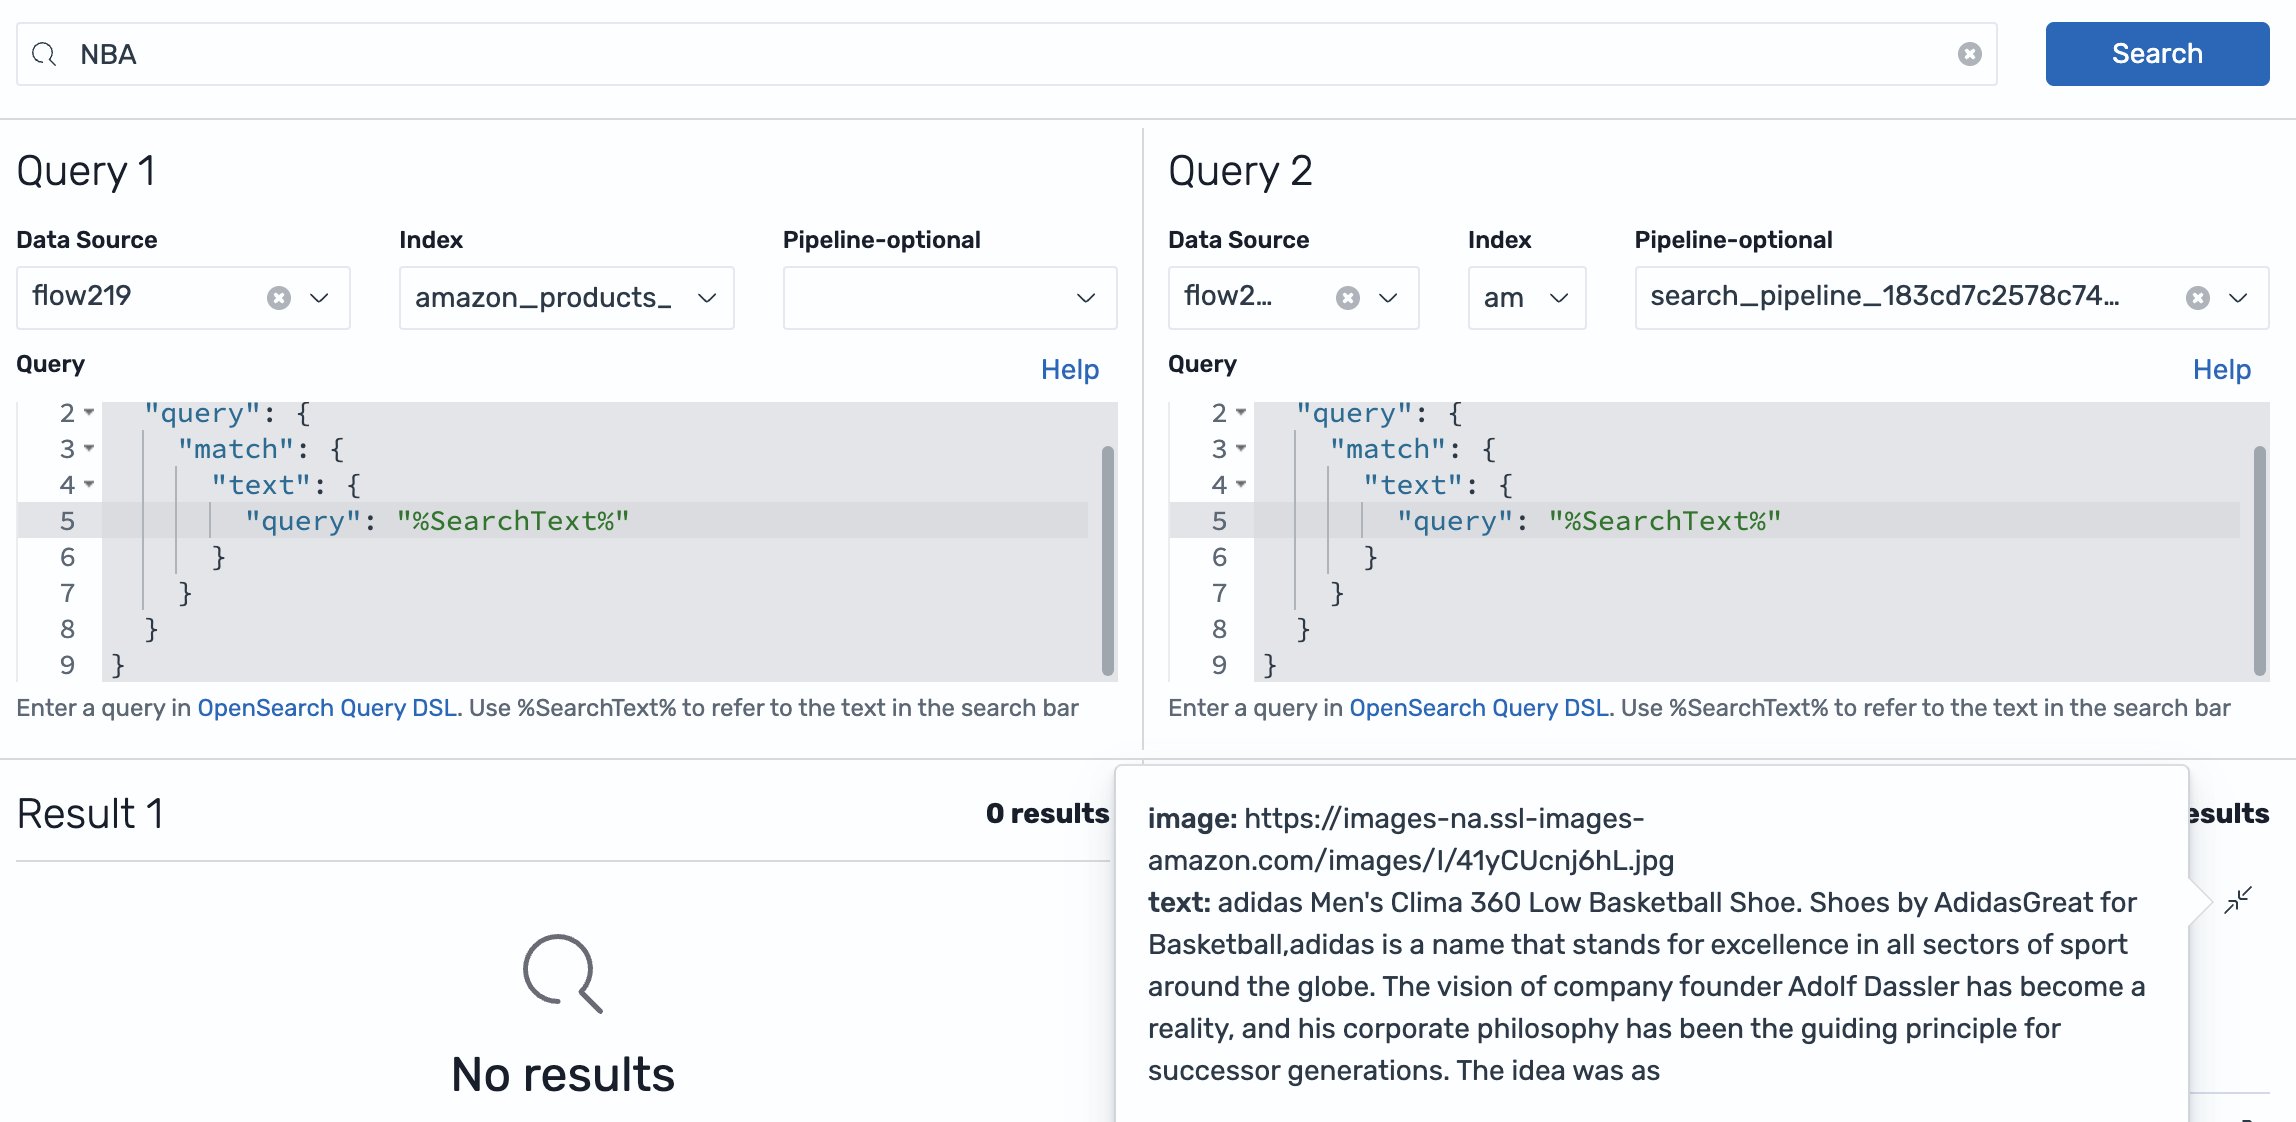 NBA
Search
Query 1
Data Source
Index
Pipeline-optional
flow219
amazon_products_
Query
Help
2 "query": {
3 "match": {
4 "text": {
5 "query": "%SearchText%"
6 }
7 }
8 }
9 }
Enter a query in OpenSearch Query DSL. Use %SearchText% to refer to the text in the search bar
Query 2
Data Source
Index
Pipeline-optional
flow2...
am
search_pipeline_183cd7c2578c74...
Query
Help
2 "query": {
3 "match": {
4 "text": {
5 "query": "%SearchText%"
6 }
7 }
8 }
9 }
Enter a query in OpenSearch Query DSL. Use %SearchText% to refer to the text in the search bar
Result 1
0 results
No results
image: https://images-na.ssl-images-
amazon.com/images/I/41yCUcnj6hL.jpg
text: adidas Men's Clima 360 Low Basketball Shoe. Shoes by AdidasGreat for
Basketball,adidas is a name that stands for excellence in all sectors of sport
around the globe. The vision of company founder Adolf Dassler has become a
reality, and his corporate philosophy has been the guiding principle for
successor generations. The idea was as